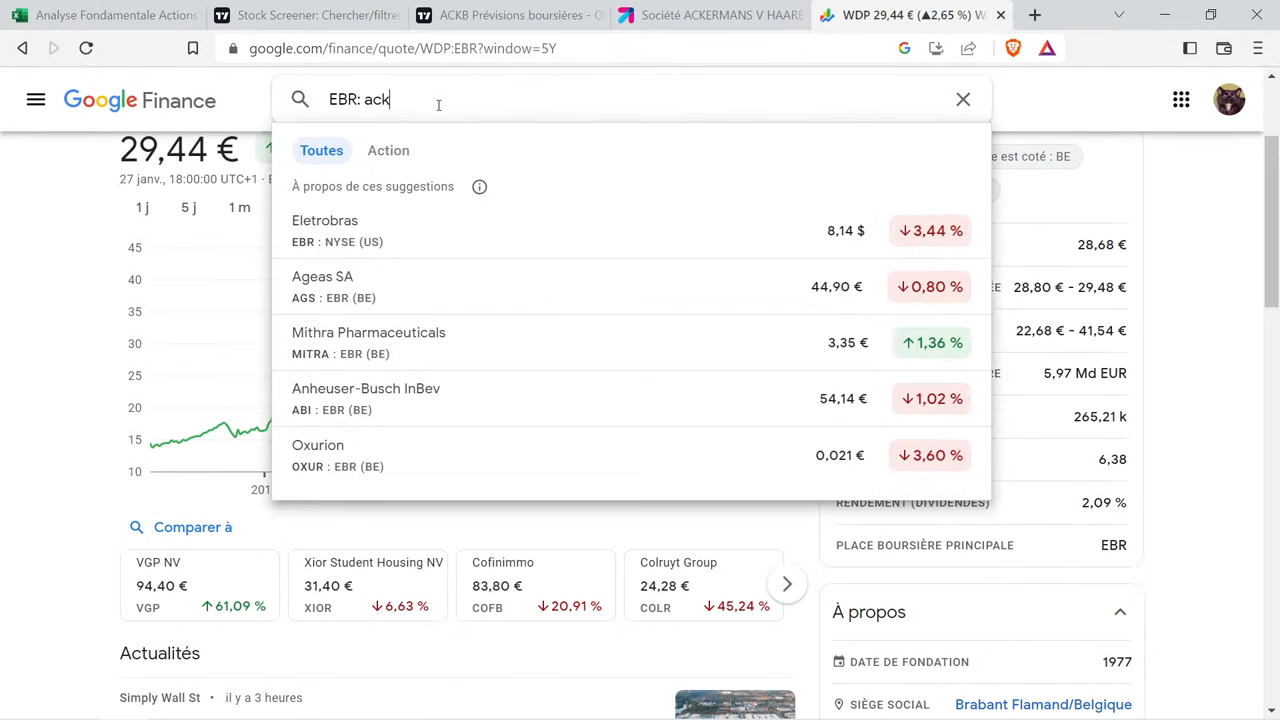 Analyse Fondamentale Actions
Stock Screener: Chercher/filtrer
ACKB Prévisions boursières - O
Société ACKERMANS V HAARE
WDP 29,44 € (▲2,65 %) W
google.com/finance/quote/WDP:EBR?window=5Y
Google Finance
EBR: ack
Toutes
Action
À propos de ces suggestions
Eletrobras
EBR : NYSE (US)
8,14 $
↓3,44 %
Ageas SA
AGS : EBR (BE)
44,90 €
↓0,80 %
Mithra Pharmaceuticals
MITRA : EBR (BE)
3,35 €
↑1,36 %
Anheuser-Busch InBev
ABI : EBR (BE)
54,14 €
↓1,02 %
Oxurion
OXUR : EBR (BE)
0,021 €
↓3,60 %
29,44 €
27 janv., 18:00:00 UTC+1 · E
1 j
5 j
1 m
45
40
35
30
25
20
15
10
201
e est coté : BE
28,68 €
ÉE
28,80 € - 29,48 €
22,68 € - 41,54 €
RE
5,97 Md EUR
265,21 k
6,38
RENDEMENT (DIVIDENDES)
2,09 %
PLACE BOURSIÈRE PRINCIPALE
EBR
Comparer à
VGP NV
94,40 €
VGP
↑61,09 %
Xior Student Housing NV
31,40 €
XIOR
↓6,63 %
Cofinimmo
83,80 €
COFB
↓20,91 %
Colruyt Group
24,28 €
COLR
↓45,24 %
À propos
DATE DE FONDATION
1977
SIÈGE SOCIAL
Brabant Flamand/Belgique
Actualités
Simply Wall St • il y a 3 heures